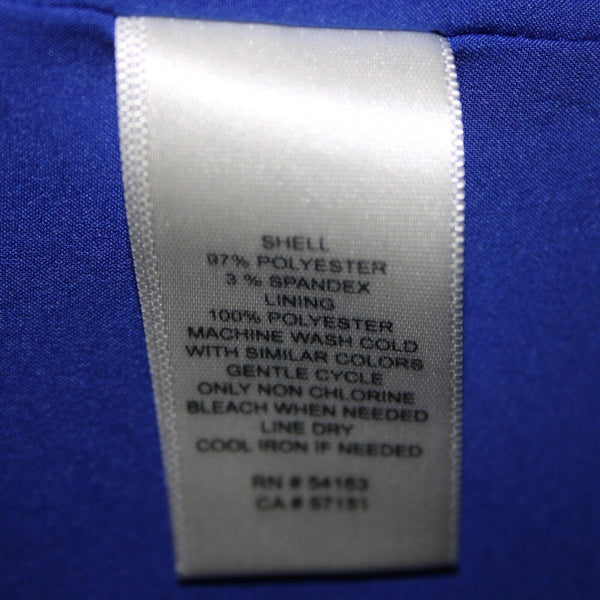 SHELL
97% POLYESTER
3 % SPANDEX
LINING
100% POLYESTER
MACHINE WASH COLD
WITH SIMILAR COLORS
GENTLE CYCLE
ONLY NON CHLORINE
BLEACH WHEN NEEDED
LINE DRY
COOL IRON IF NEEDED
RN # 54163
CA # 57151